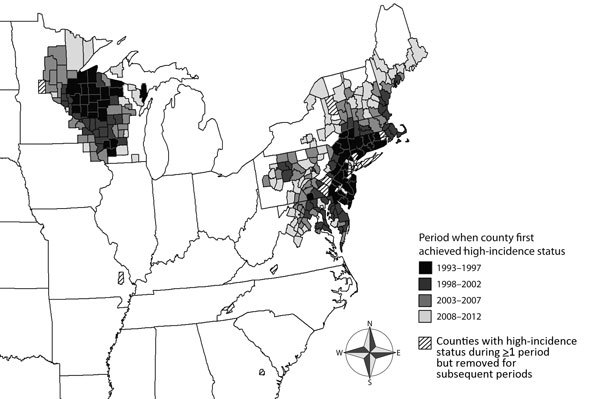 Period when county first
achieved high-incidence status
1993–1997
1998–2002
2003–2007
2008–2012
Counties with high-incidence
status during ≥1 period
but removed for
subsequent periods
N
W
E
S